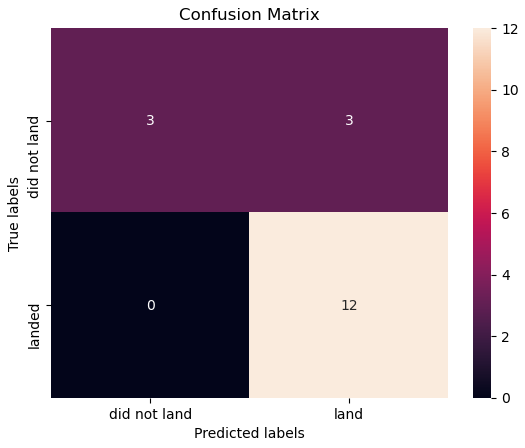 Confusion Matrix
True labels
did not land
landed
3
3
0
12
did not land
land
Predicted labels
12
10
8
6
4
2
0